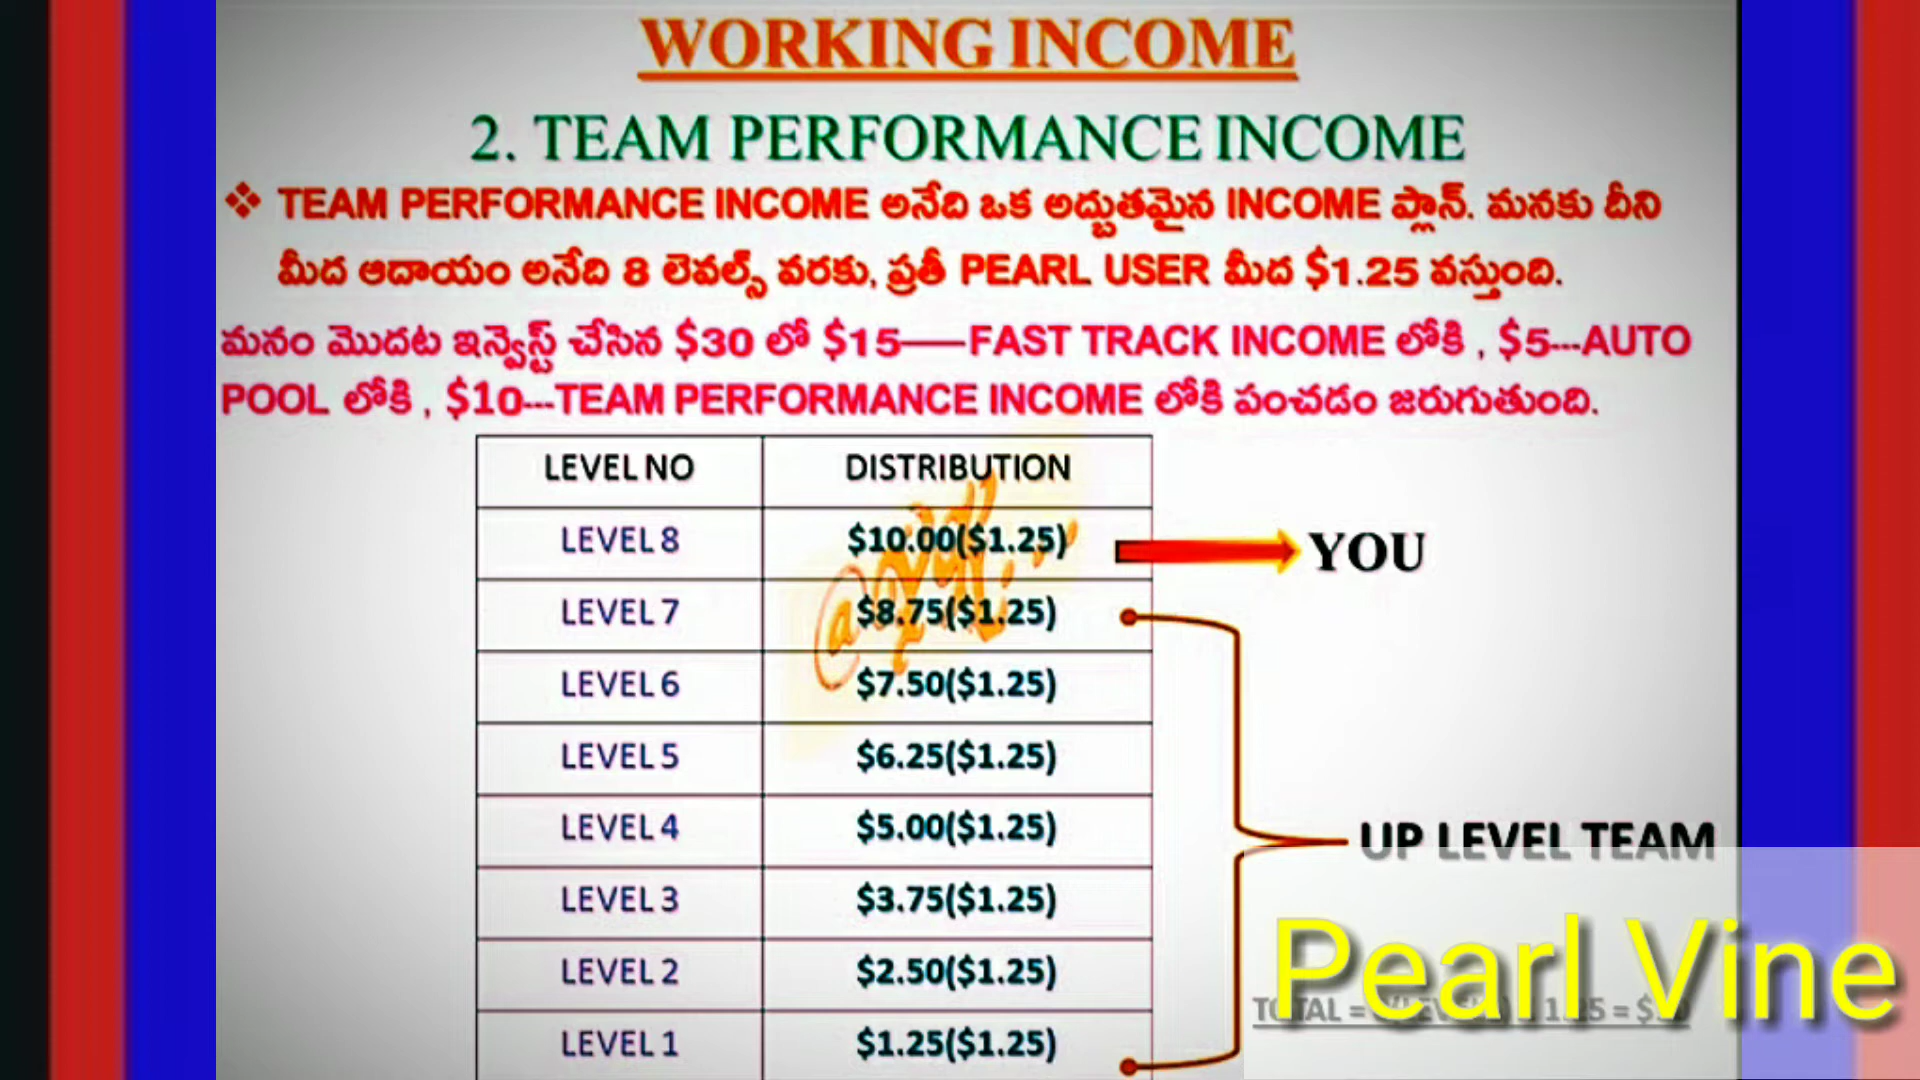 WORKING INCOME
2. TEAM PERFORMANCE INCOME
❖ TEAM PERFORMANCE INCOME అనేది ఒక అద్భుతమైన INCOME ప్లాన్. మనకు దీని
మీద ఆదాయం అనేది 8 లెవల్స్ వరకు, ప్రతీ PEARL USER మీద $1.25 వస్తుంది.
మనం మొదట ఇన్వెస్ట్ చేసిన $30 లో $15——FAST TRACK INCOME లోకి , $5---AUTO
POOL లోకి , $10---TEAM PERFORMANCE INCOME లోకి పంచడం జరుగుతుంది.
LEVEL NO DISTRIBUTION
LEVEL 8 $10.00($1.25) YOU
LEVEL 7 $8.75($1.25)
LEVEL 6 $7.50($1.25)
LEVEL 5 $6.25($1.25)
LEVEL 4 $5.00($1.25) UP LEVEL TEAM
LEVEL 3 $3.75($1.25)
LEVEL 2 $2.50($1.25)
Pearl Vine
TOTAL =
LEVEL 1 $1.25($1.25)